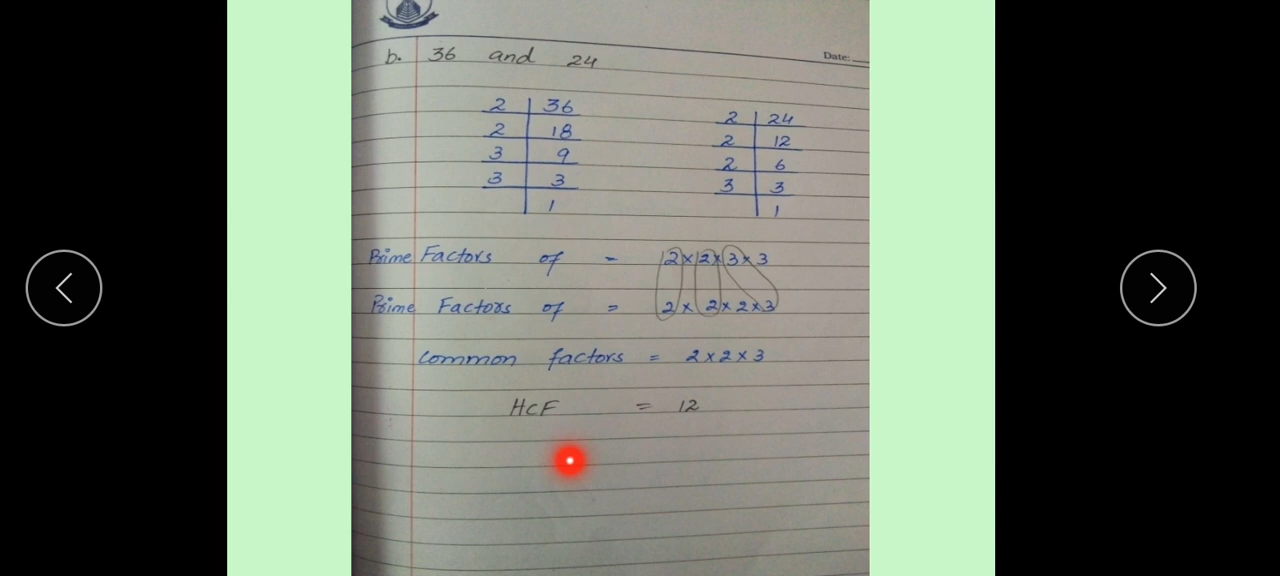 Date:
b. 36 and 24
2 | 36
2 | 18
3 | 9
3 | 3
1
2 | 24
2 | 12
2 | 6
3 | 3
1
Prime Factors of = 2×2×3×3
Prime Factors of = 2×2×2×3
common factors = 2×2×3
HCF = 12